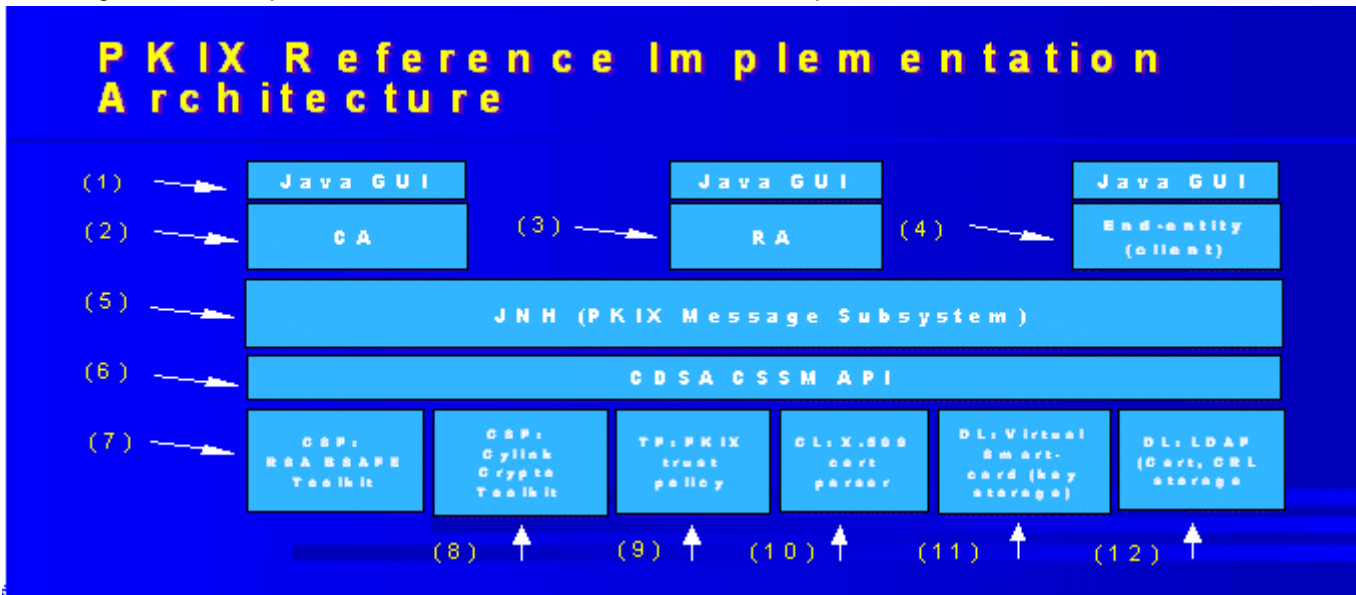 PKIX Reference Implementation
Architecture
(1)
Java GUI
Java GUI
Java GUI
(2)
CA
(3)
RA
(4)
End-entity
(client)
(5)
JNH (PKIX Message Subsystem)
(6)
CDSA CSSM API
(7)
CSP:
RSA BSAFE
Toolkit
CSP:
Cylink
Crypto
Toolkit
TP: PKIX
trust
policy
CL: X.509
cert
parser
DL: Virtual
Smart-
card (key
storage)
DL: LDAP
(Cert, CRL
storage
(8)
(9)
(10)
(11)
(12)